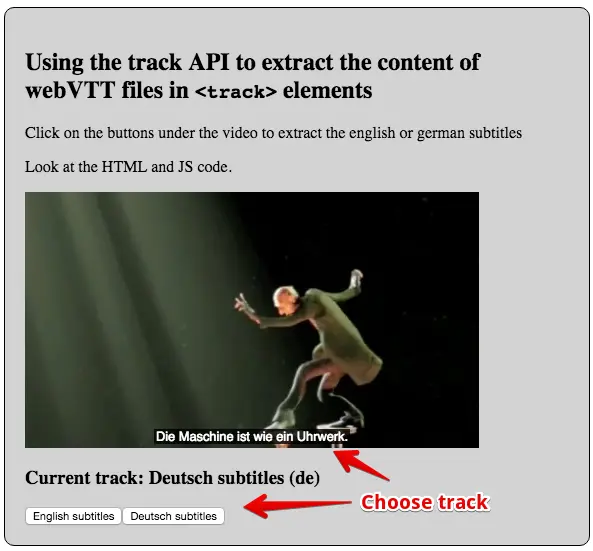 Using the track API to extract the content of
webVTT files in <track> elements
Click on the buttons under the video to extract the english or german subtitles
Look at the HTML and JS code.
Die Maschine ist wie ein Uhrwerk.
Current track: Deutsch subtitles (de)
Choose track
English subtitles Deutsch subtitles